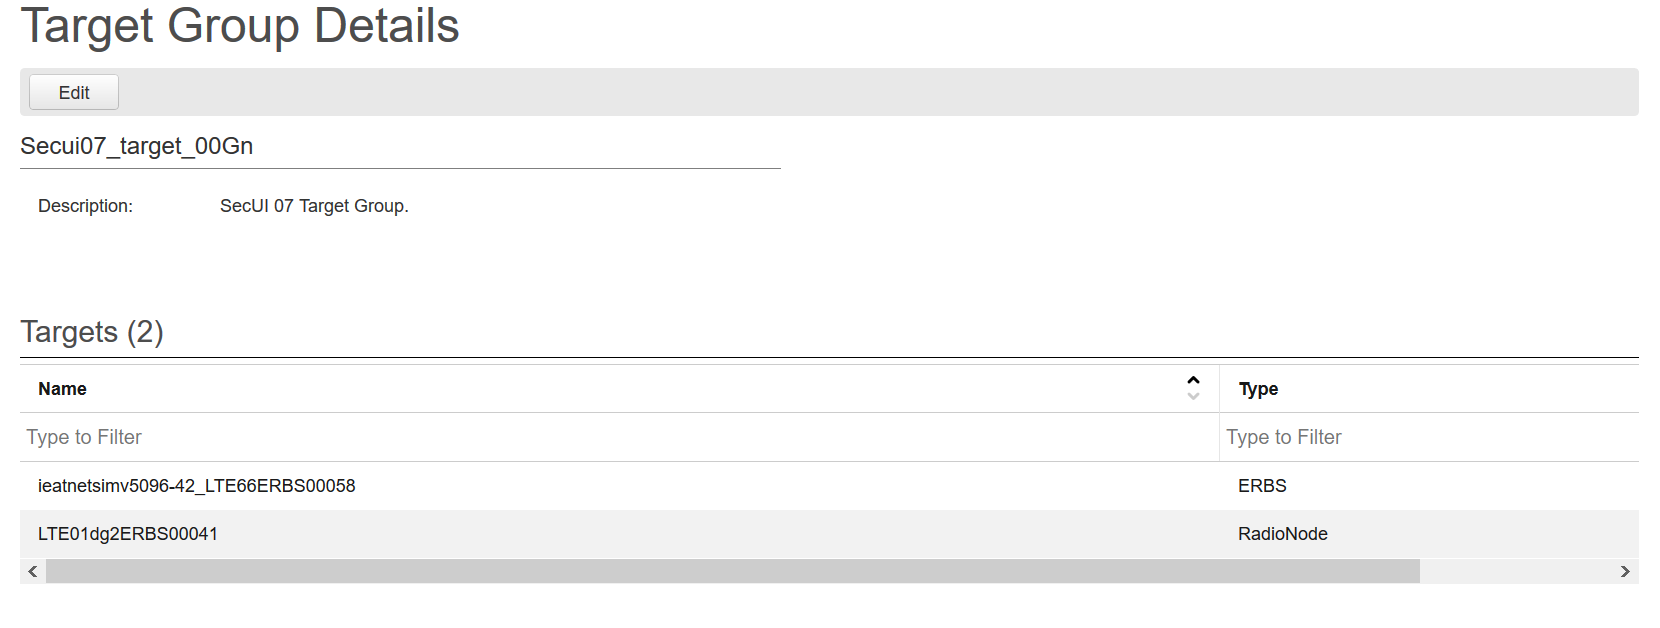 Target Group Details
Edit
Secui07_target_00Gn
Description: SecUI 07 Target Group.
Targets (2)
Name Type
Type to Filter Type to Filter
ieatnetsimv5096-42_LTE66ERBS00058 ERBS
LTE01dg2ERBS00041 RadioNode